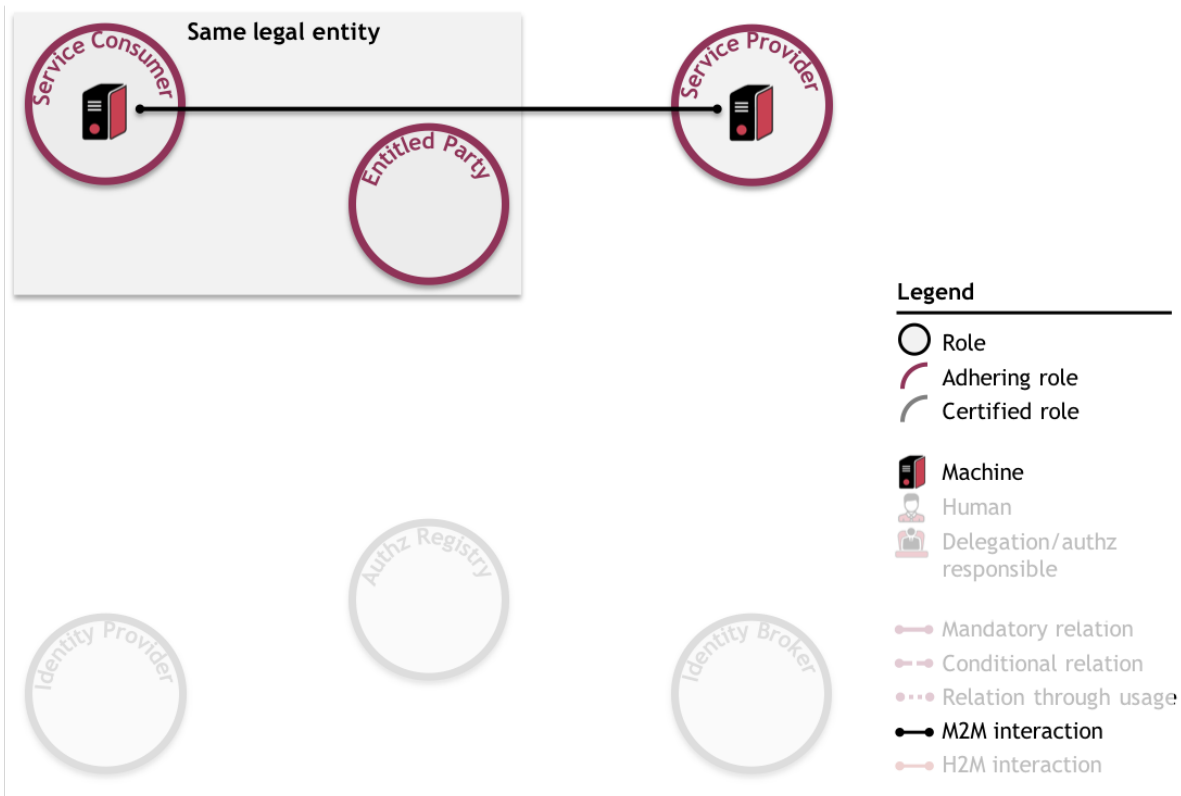 Same legal entity
Service Consumer
Service Provider
Entitled Party
Legend
Role
Adhering role
Certified role
Machine
Human
Delegation/authz
responsible
Authz Registry
Identity Provider
Identity Broker
Mandatory relation
Conditional relation
Relation through usage
M2M interaction
H2M interaction